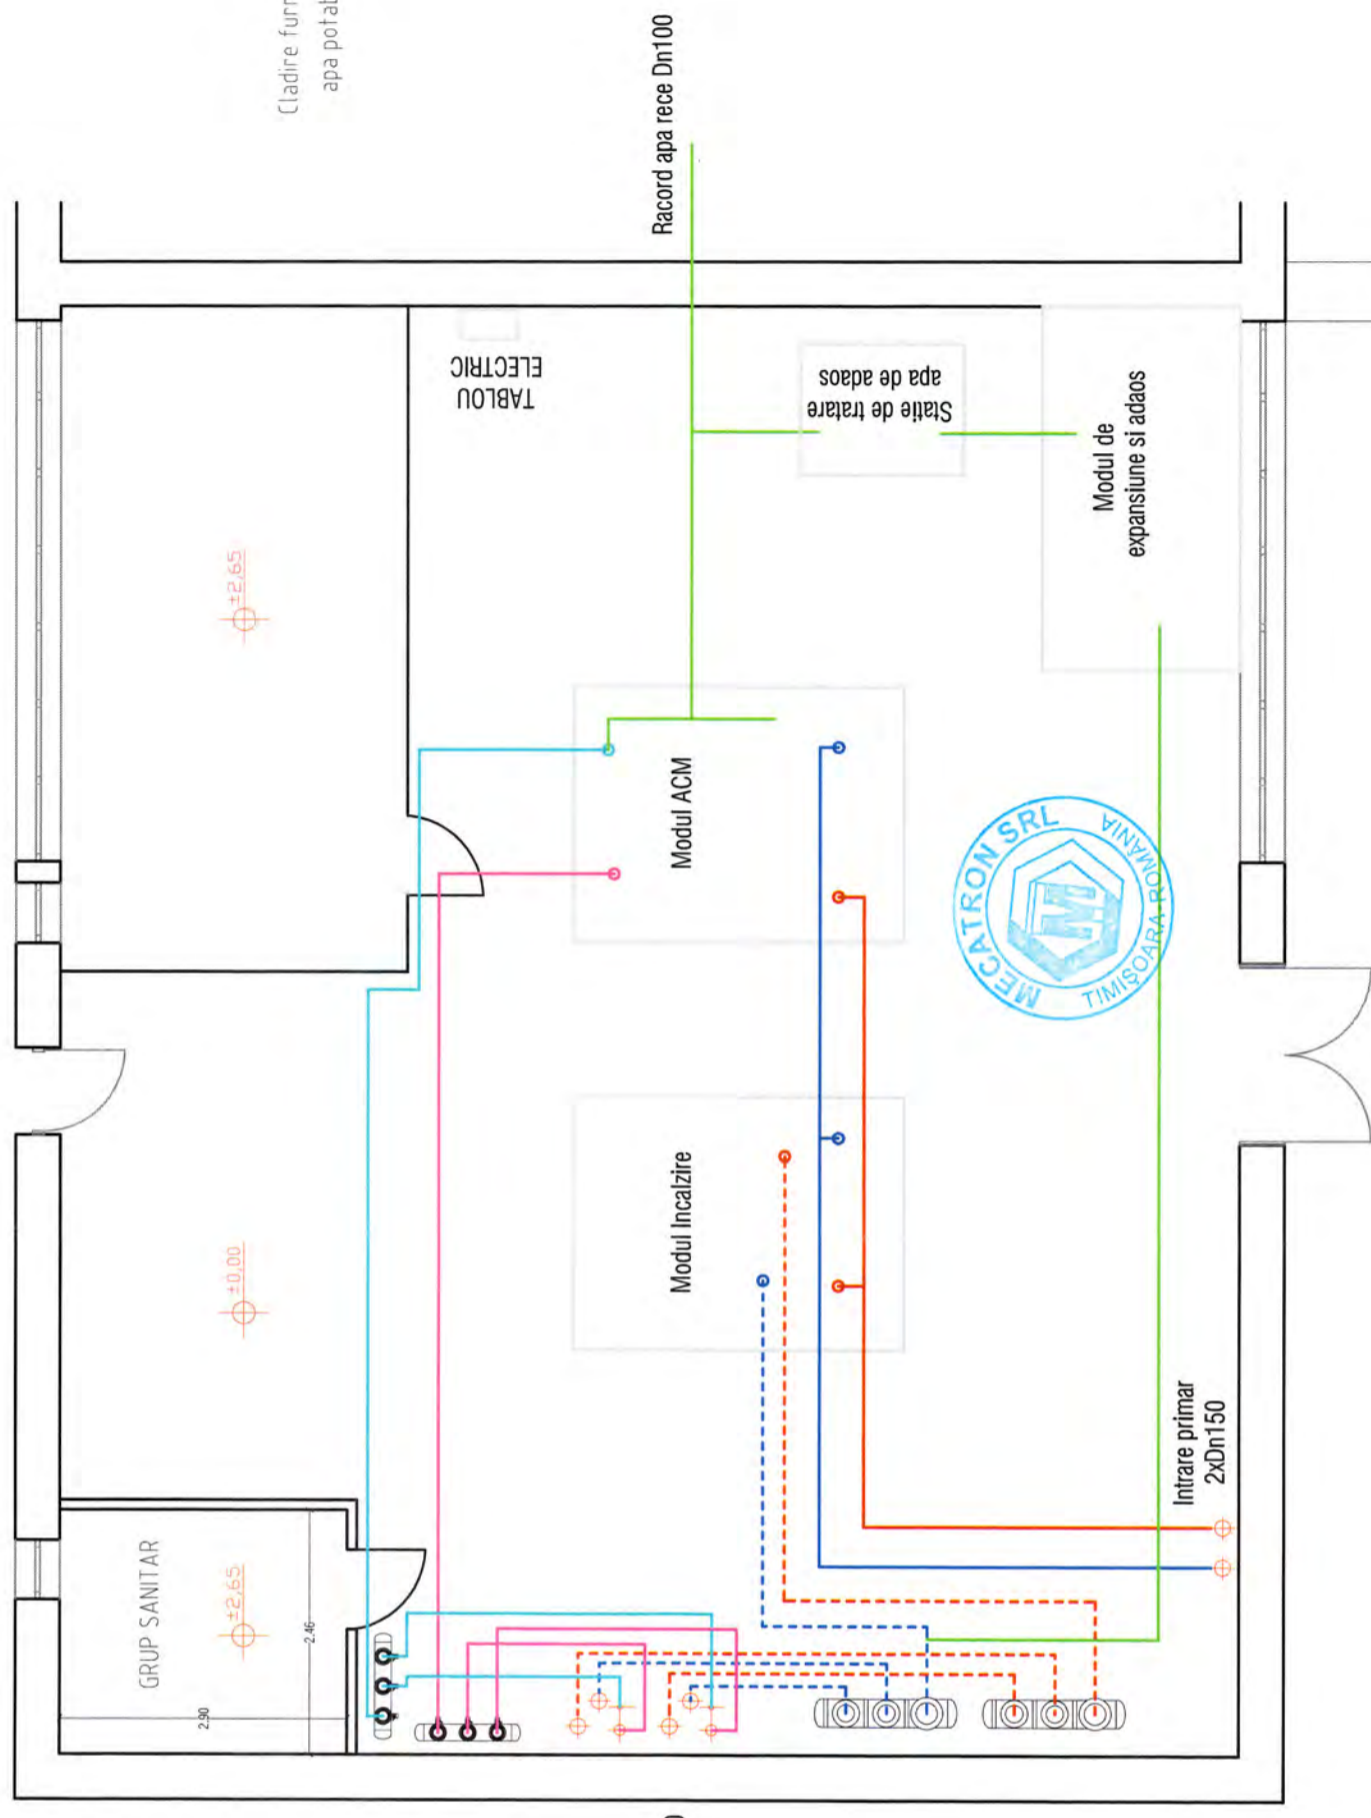 Cladire furn
apa potab
Racord apa rece Dn100
TABLOU
ELECTRIC
Statie de tratare
apa de adaos
Modul de
expansiune si adaos
±2,65
Modul ACM
MECATRON SRL
TIMIȘOARA-ROMÂNIA
±0,00
Modul Incalzire
Intrare primar
2xDn150
GRUP SANITAR
±2,65
2.46
2.90